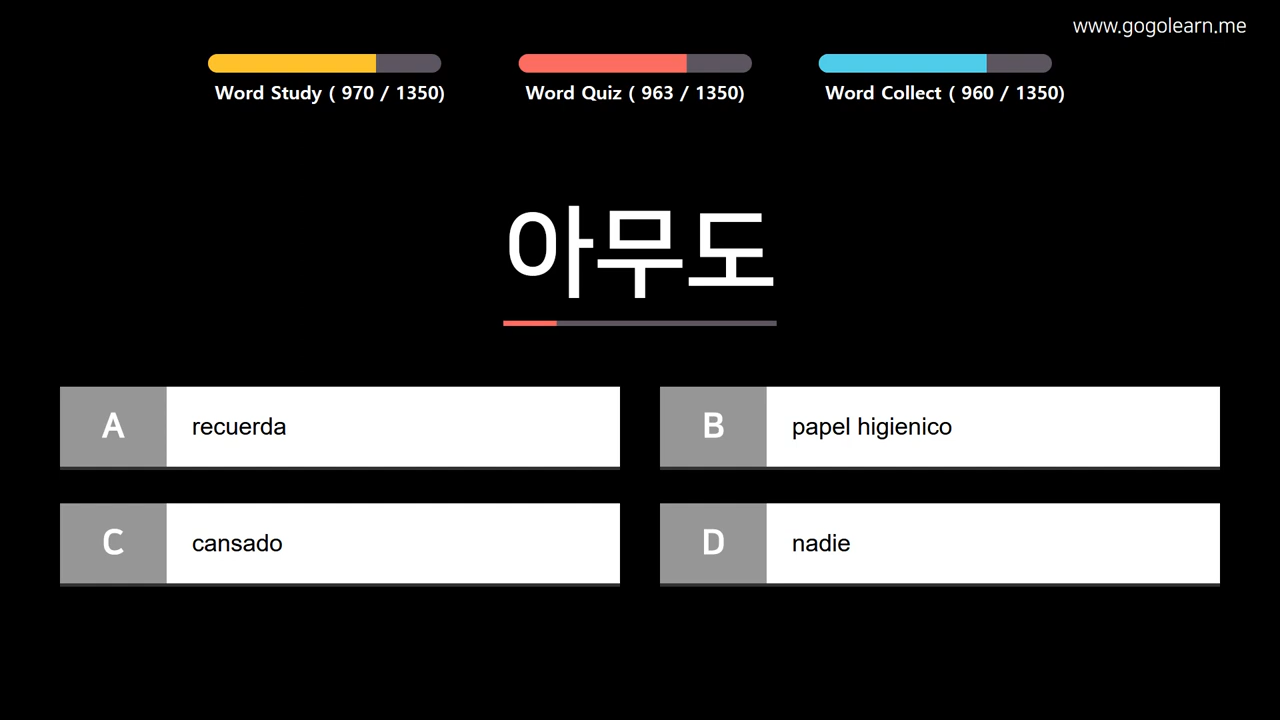 www.gogolearn.me
Word Study ( 970 / 1350)
Word Quiz ( 963 / 1350)
Word Collect ( 960 / 1350)
아무도
A recuerda
B papel higienico
C cansado
D nadie